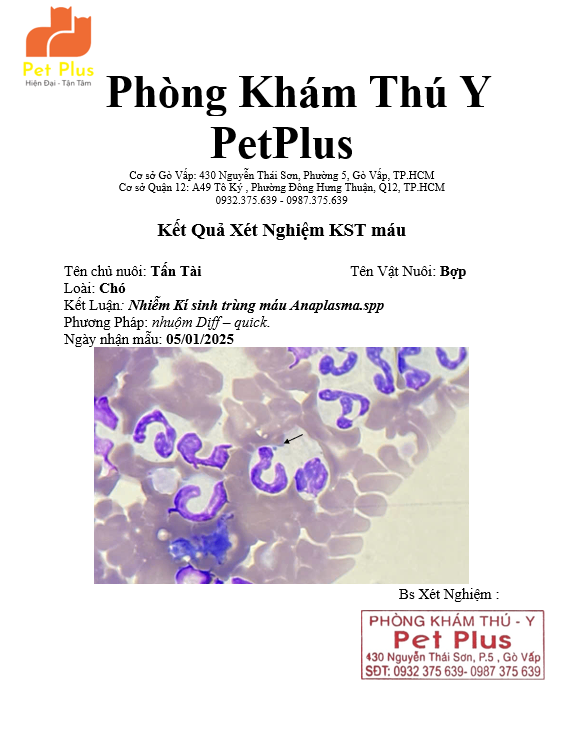 Pet Plus
Hiện Đại - Tận Tâm
Phòng Khám Thú Y
PetPlus
Cơ sở Gò Vấp: 430 Nguyễn Thái Sơn, Phường 5, Gò Vấp, TP.HCM
Cơ sở Quận 12: A49 Tô Ký , Phường Đông Hưng Thuận, Q12, TP.HCM
0932.375.639 - 0987.375.639
Kết Quả Xét Nghiệm KST máu
Tên chủ nuôi: Tấn Tài Tên Vật Nuôi: Bợp
Loài: Chó
Kết Luận: Nhiễm Kí sinh trùng máu Anaplasma.spp
Phương Pháp: nhuộm Diff – quick.
Ngày nhận mẫu: 05/01/2025
Bs Xét Nghiệm :
PHÒNG KHÁM THÚ - Y
Pet Plus
430 Nguyễn Thái Sơn, P.5 , Gò Vấp
SĐT: 0932 375 639- 0987 375 639